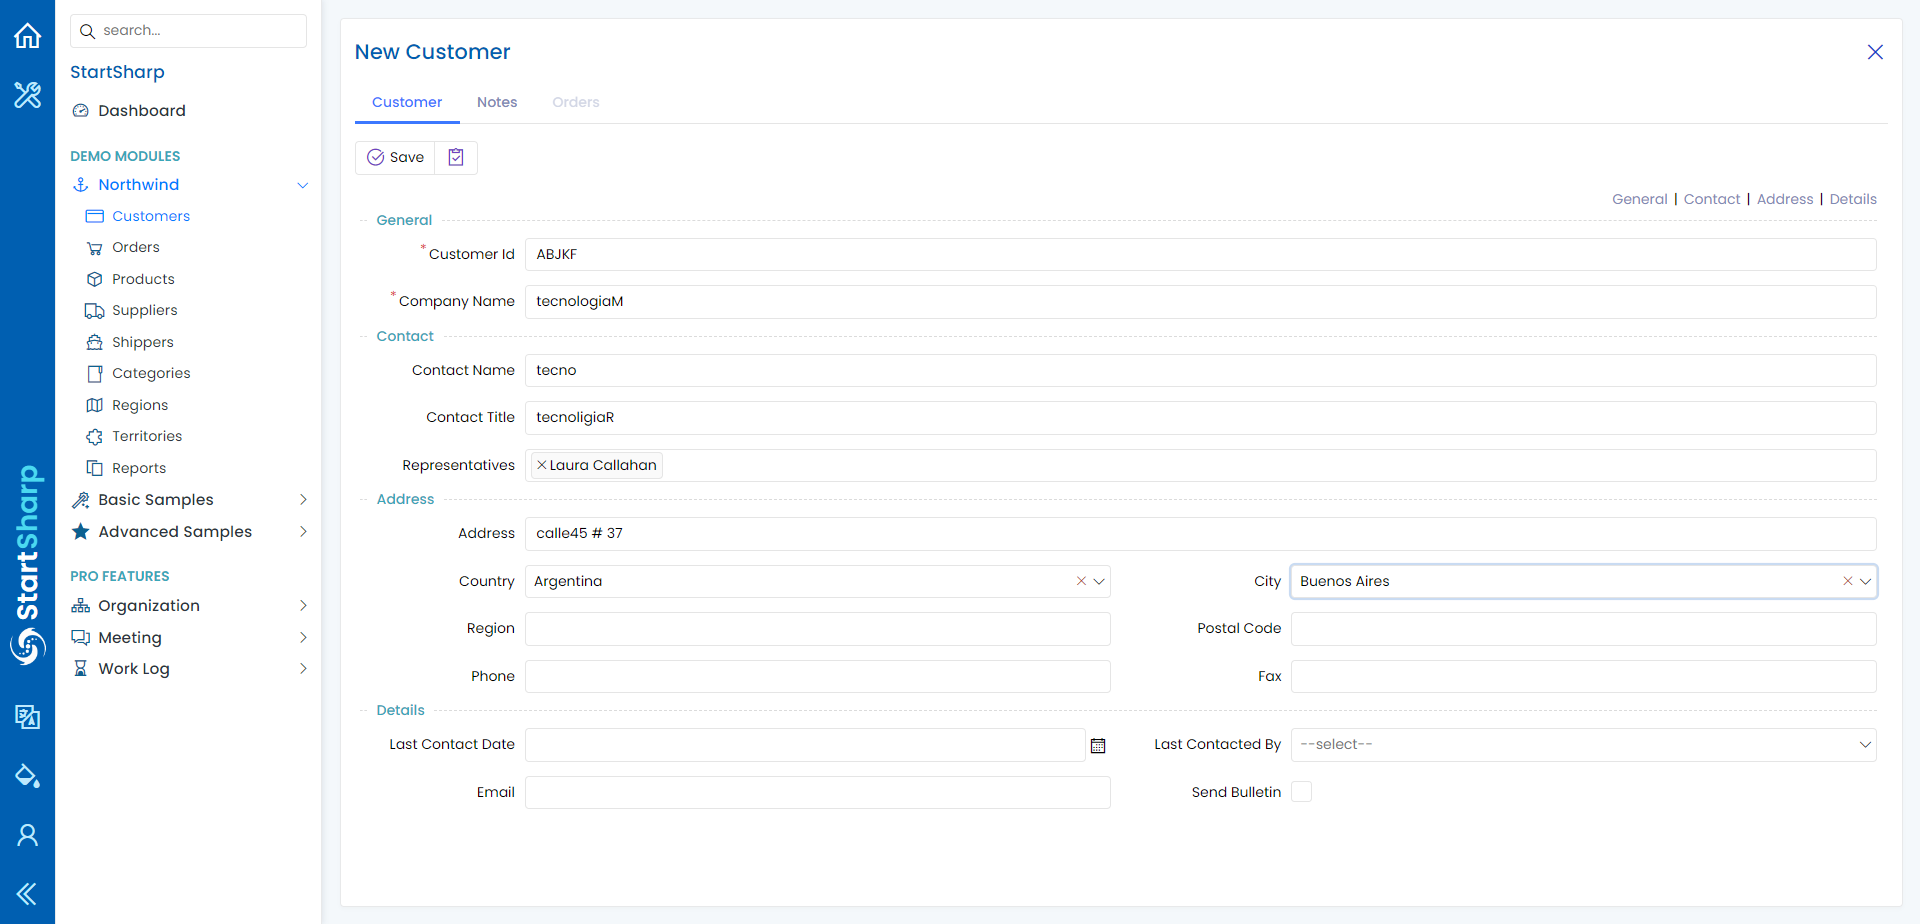 search...
StartSharp
Dashboard
DEMO MODULES
Northwind
Customers
Orders
Products
Suppliers
Shippers
Categories
Regions
Territories
Reports
Basic Samples
Advanced Samples
PRO FEATURES
Organization
Meeting
Work Log
StartSharp
New Customer
Customer Notes Orders
Save
General | Contact | Address | Details
General
* Customer Id ABJKF
* Company Name tecnologiaM
Contact
Contact Name tecno
Contact Title tecnoligiaR
Representatives Laura Callahan
Address
Address calle45 # 37
Country Argentina City Buenos Aires
Region Postal Code
Phone Fax
Details
Last Contact Date Last Contacted By --select--
Email Send Bulletin